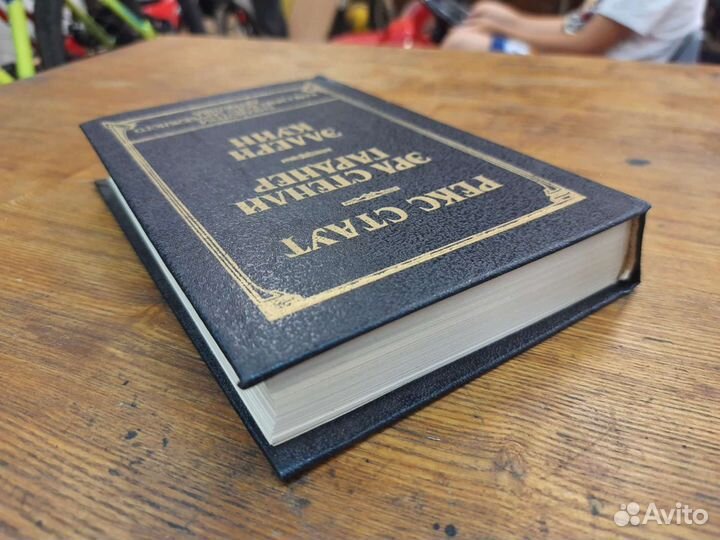 РЕКС СТАУТ
ЭРЛ СТЕНЛИ
ГАРДНЕР
ЭЛЛЕРИ
КУИН
Avito